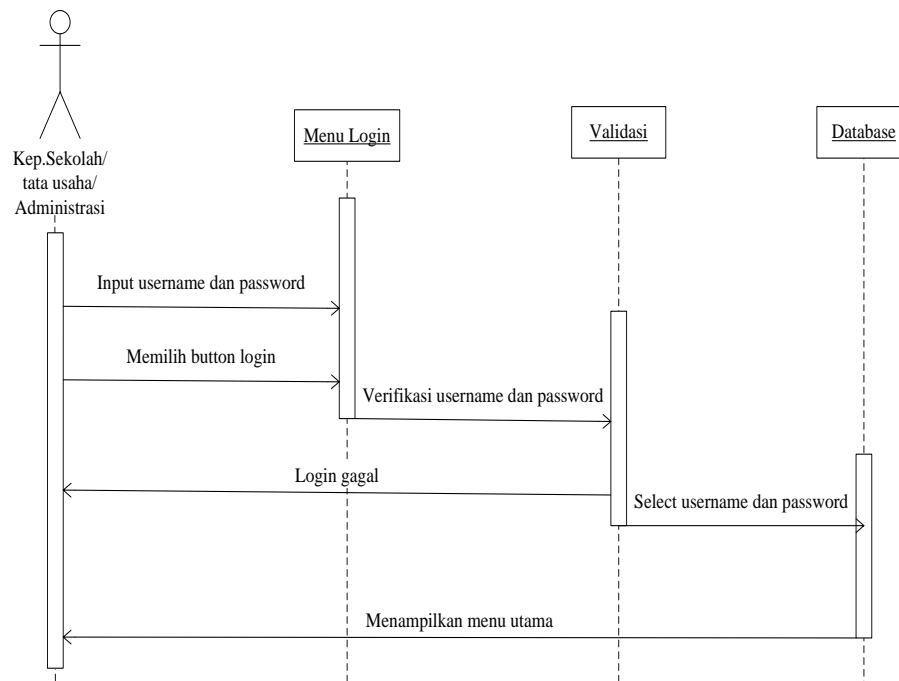 Menu Login
Validasi
Database
Kep.Sekolah/
tata usaha/
Administrasi
Input username dan password
Memilih button login
Verifikasi username dan password
Login gagal
Select username dan password
Menampilkan menu utama